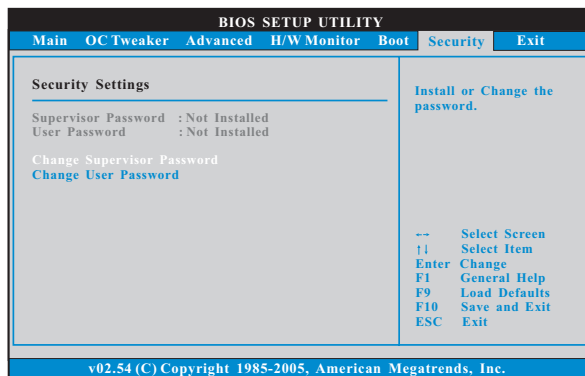 BIOS SETUP UTILITY
Main OC Tweaker Advanced H/W Monitor Boot Security Exit
Security Settings
Supervisor Password : Not Installed
User Password : Not Installed
Change Supervisor Password
Change User Password
Install or Change the
password.
←→ Select Screen
↑↓ Select Item
Enter Change
F1 General Help
F9 Load Defaults
F10 Save and Exit
ESC Exit
v02.54 (C) Copyright 1985-2005, American Megatrends, Inc.